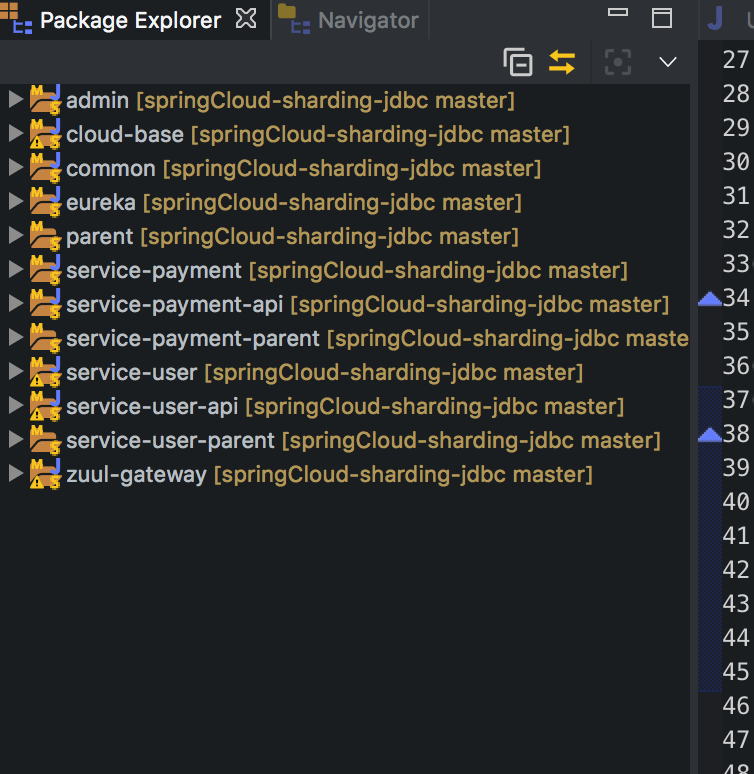 Package Explorer Navigator
admin [springCloud-sharding-jdbc master]
cloud-base [springCloud-sharding-jdbc master]
common [springCloud-sharding-jdbc master]
eureka [springCloud-sharding-jdbc master]
parent [springCloud-sharding-jdbc master]
service-payment [springCloud-sharding-jdbc master]
service-payment-api [springCloud-sharding-jdbc master]
service-payment-parent [springCloud-sharding-jdbc maste
service-user [springCloud-sharding-jdbc master]
service-user-api [springCloud-sharding-jdbc master]
service-user-parent [springCloud-sharding-jdbc master]
zuul-gateway [springCloud-sharding-jdbc master]
27
28
29
30
31
32
33
34
35
36
37
38
39
40
41
42
43
44
45
46
47
48